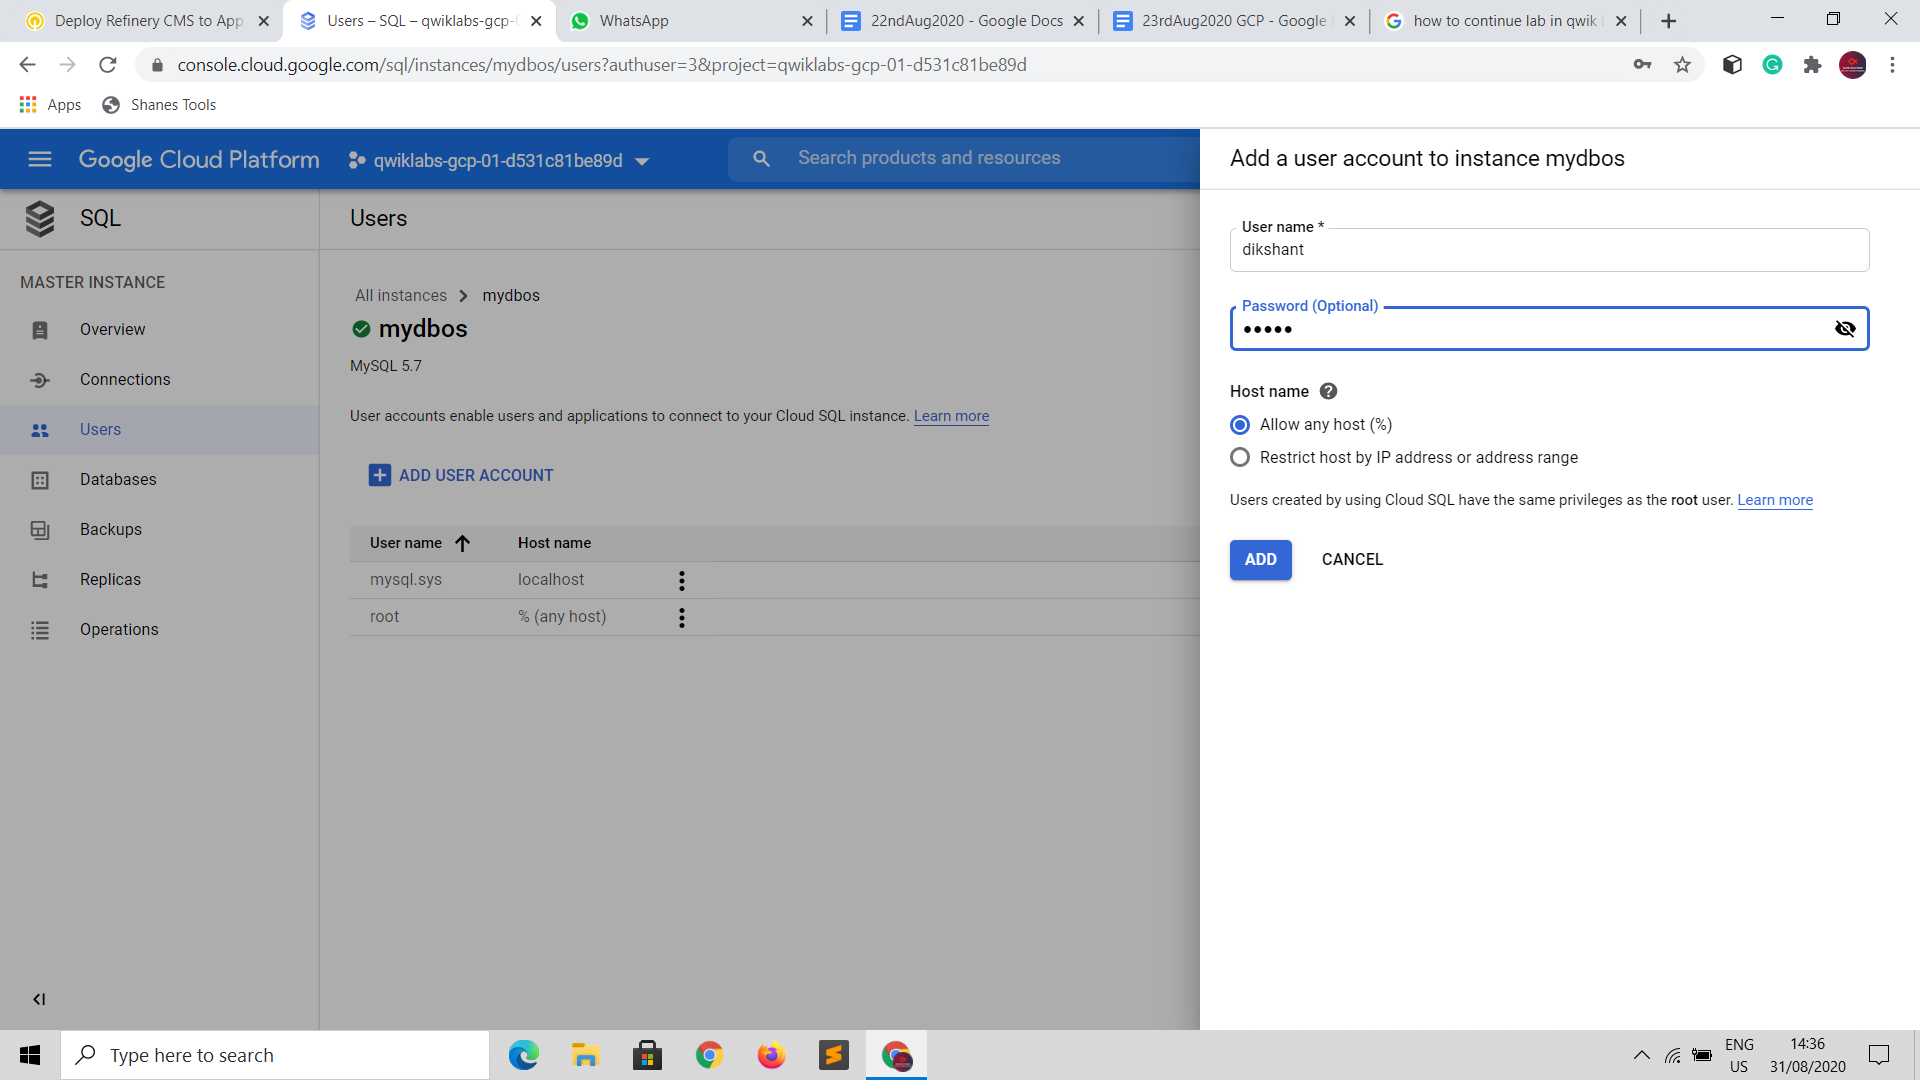 Deploy Refinery CMS to App
Users – SQL – qwiklabs-gcp-
WhatsApp
22ndAug2020 - Google Docs
23rdAug2020 GCP - Google
how to continue lab in qwik
console.cloud.google.com/sql/instances/mydbos/users?authuser=3&project=qwiklabs-gcp-01-d531c81be89d
Apps
Shanes Tools
Google Cloud Platform
qwiklabs-gcp-01-d531c81be89d
Search products and resources
Add a user account to instance mydbos
SQL
Users
MASTER INSTANCE
Overview
Connections
Users
Databases
Backups
Replicas
Operations
All instances
mydbos
mydbos
MySQL 5.7
User accounts enable users and applications to connect to your Cloud SQL instance. Learn more
ADD USER ACCOUNT
User name
Host name
mysql.sys
localhost
root
% (any host)
User name *
dikshant
Password (Optional)
•••••
Host name
Allow any host (%)
Restrict host by IP address or address range
Users created by using Cloud SQL have the same privileges as the root user. Learn more
ADD
CANCEL
Type here to search
ENG
US
14:36
31/08/2020